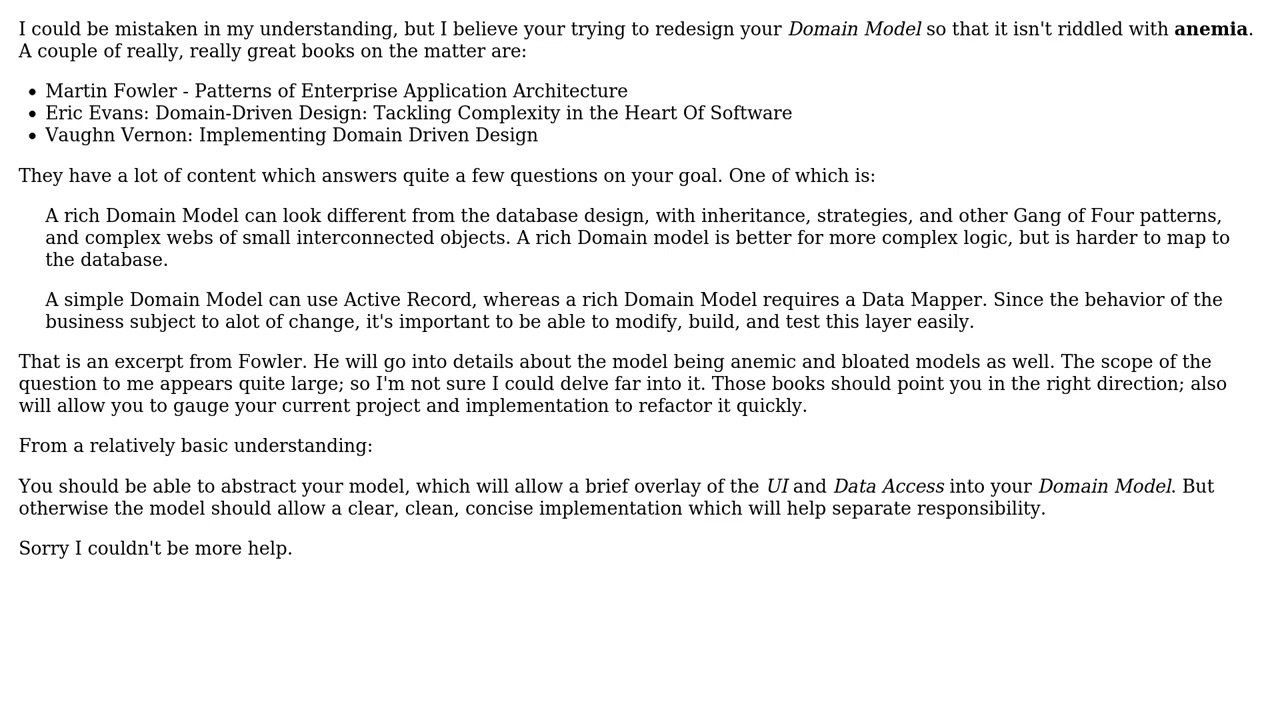 I could be mistaken in my understanding, but I believe your trying to redesign your Domain Model so that it isn't riddled with anemia.
A couple of really, really great books on the matter are:
• Martin Fowler - Patterns of Enterprise Application Architecture
• Eric Evans: Domain-Driven Design: Tackling Complexity in the Heart Of Software
• Vaughn Vernon: Implementing Domain Driven Design
They have a lot of content which answers quite a few questions on your goal. One of which is:
A rich Domain Model can look different from the database design, with inheritance, strategies, and other Gang of Four patterns,
and complex webs of small interconnected objects. A rich Domain model is better for more complex logic, but is harder to map to
the database.
A simple Domain Model can use Active Record, whereas a rich Domain Model requires a Data Mapper. Since the behavior of the
business subject to alot of change, it's important to be able to modify, build, and test this layer easily.
That is an excerpt from Fowler. He will go into details about the model being anemic and bloated models as well. The scope of the
question to me appears quite large; so I'm not sure I could delve far into it. Those books should point you in the right direction; also
will allow you to gauge your current project and implementation to refactor it quickly.
From a relatively basic understanding:
You should be able to abstract your model, which will allow a brief overlay of the UI and Data Access into your Domain Model. But
otherwise the model should allow a clear, clean, concise implementation which will help separate responsibility.
Sorry I couldn't be more help.